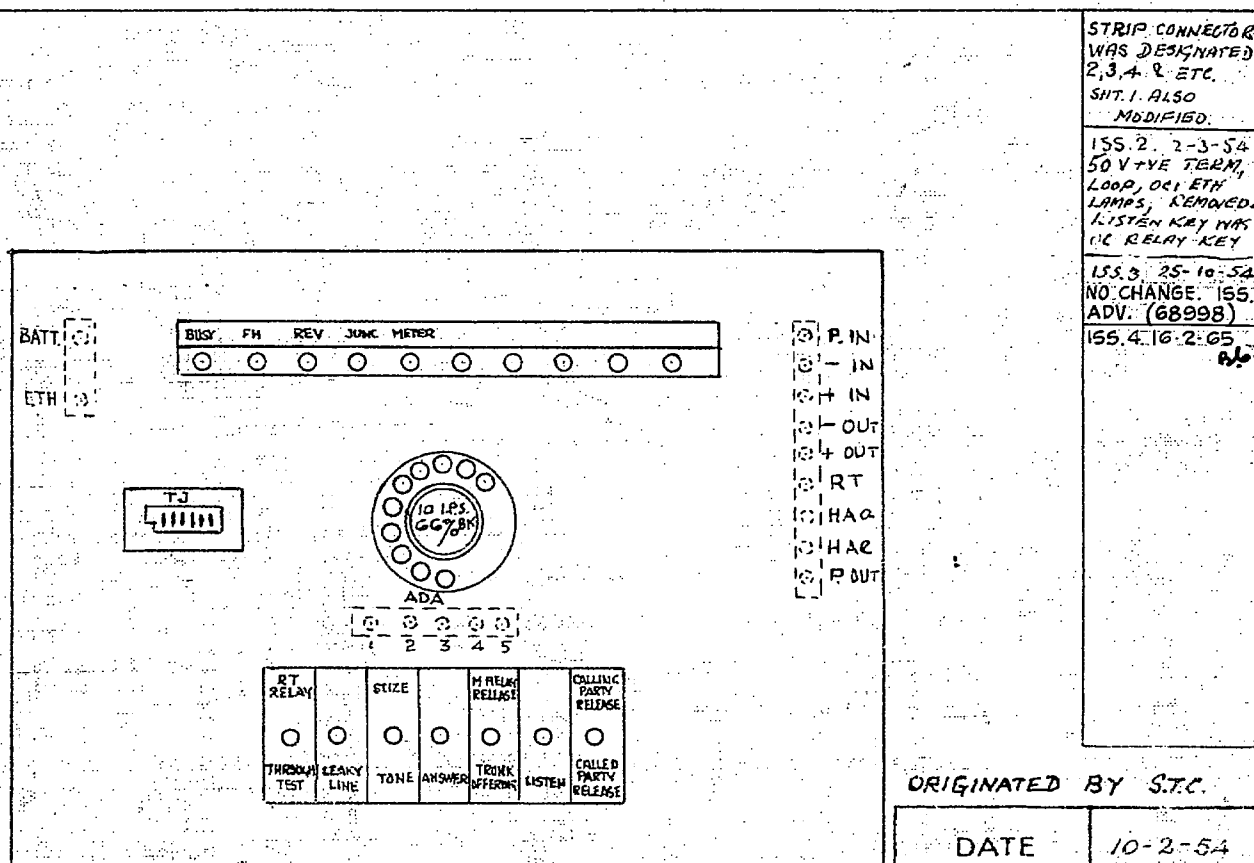 STRIP CONNECTOR
WAS DESIGNATED
2,3,4 & ETC.
SHT. 1. ALSO
MODIFIED.
ISS.2. 2-3-54
50 V +VE TERM,
LOOP, ETH
LAMPS, REMOVED.
LISTEN KEY WAS
RELAY KEY
ISS.3 25-10-54
NO CHANGE. ISS.
ADV. (68998)
ISS.4 16-2-65
BATT.
ETH
BUSY FH REV JUNC METER
P. IN
- IN
+ IN
- OUT
+ OUT
RT
HAA
HAR
P OUT
TJ
10 I.P.S.
66% BK
ADA
1 2 3 4 5
RT RELAY
SEIZE
M RELAY RELEASE
CALLING PARTY RELEASE
THROUGH TEST
LEAKY LINE
TONE
ANSWER
TRUNK OFFERING
LISTEN
CALLED PARTY RELEASE
ORIGINATED BY S.T.C.
DATE 10-2-54